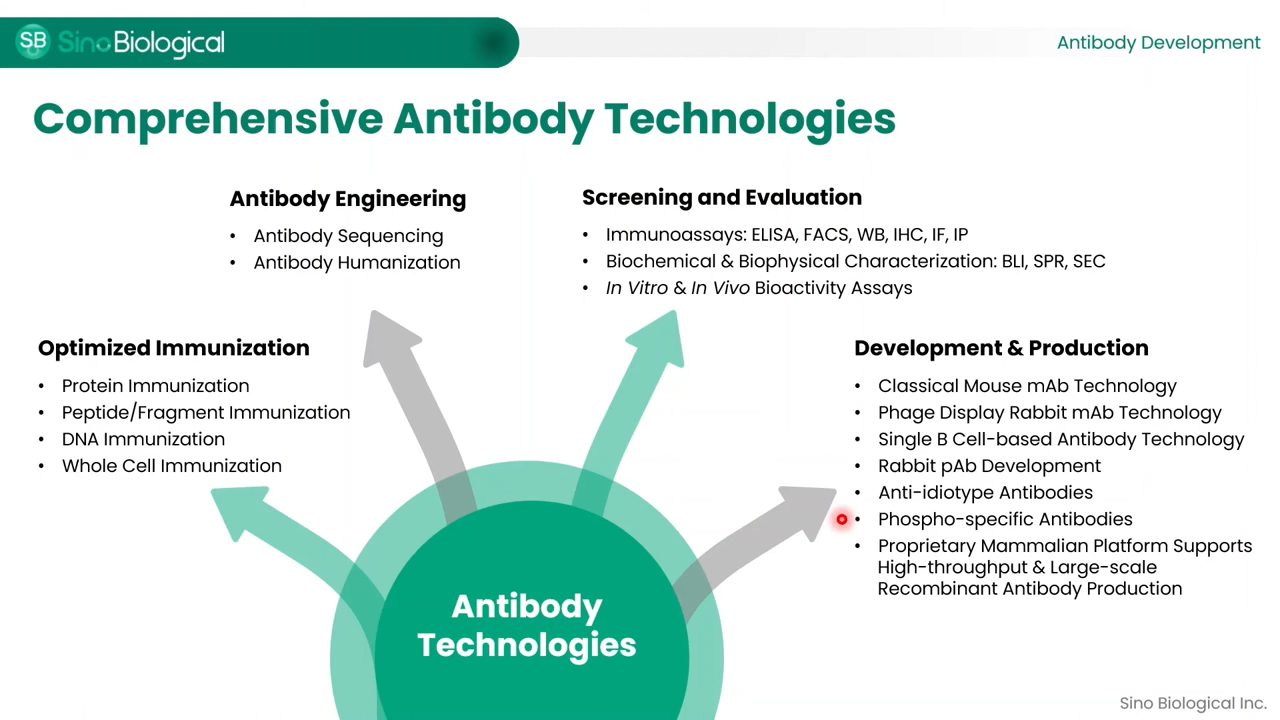 SB SinoBiological
Antibody Development
Comprehensive Antibody Technologies
Antibody Engineering
• Antibody Sequencing
• Antibody Humanization
Screening and Evaluation
• Immunoassays: ELISA, FACS, WB, IHC, IF, IP
• Biochemical & Biophysical Characterization: BLI, SPR, SEC
• In Vitro & In Vivo Bioactivity Assays
Optimized Immunization
• Protein Immunization
• Peptide/Fragment Immunization
• DNA Immunization
• Whole Cell Immunization
Development & Production
• Classical Mouse mAb Technology
• Phage Display Rabbit mAb Technology
• Single B Cell-based Antibody Technology
• Rabbit pAb Development
• Anti-idiotype Antibodies
• Phospho-specific Antibodies
• Proprietary Mammalian Platform Supports
High-throughput & Large-scale
Recombinant Antibody Production
Antibody
Technologies
Sino Biological Inc.